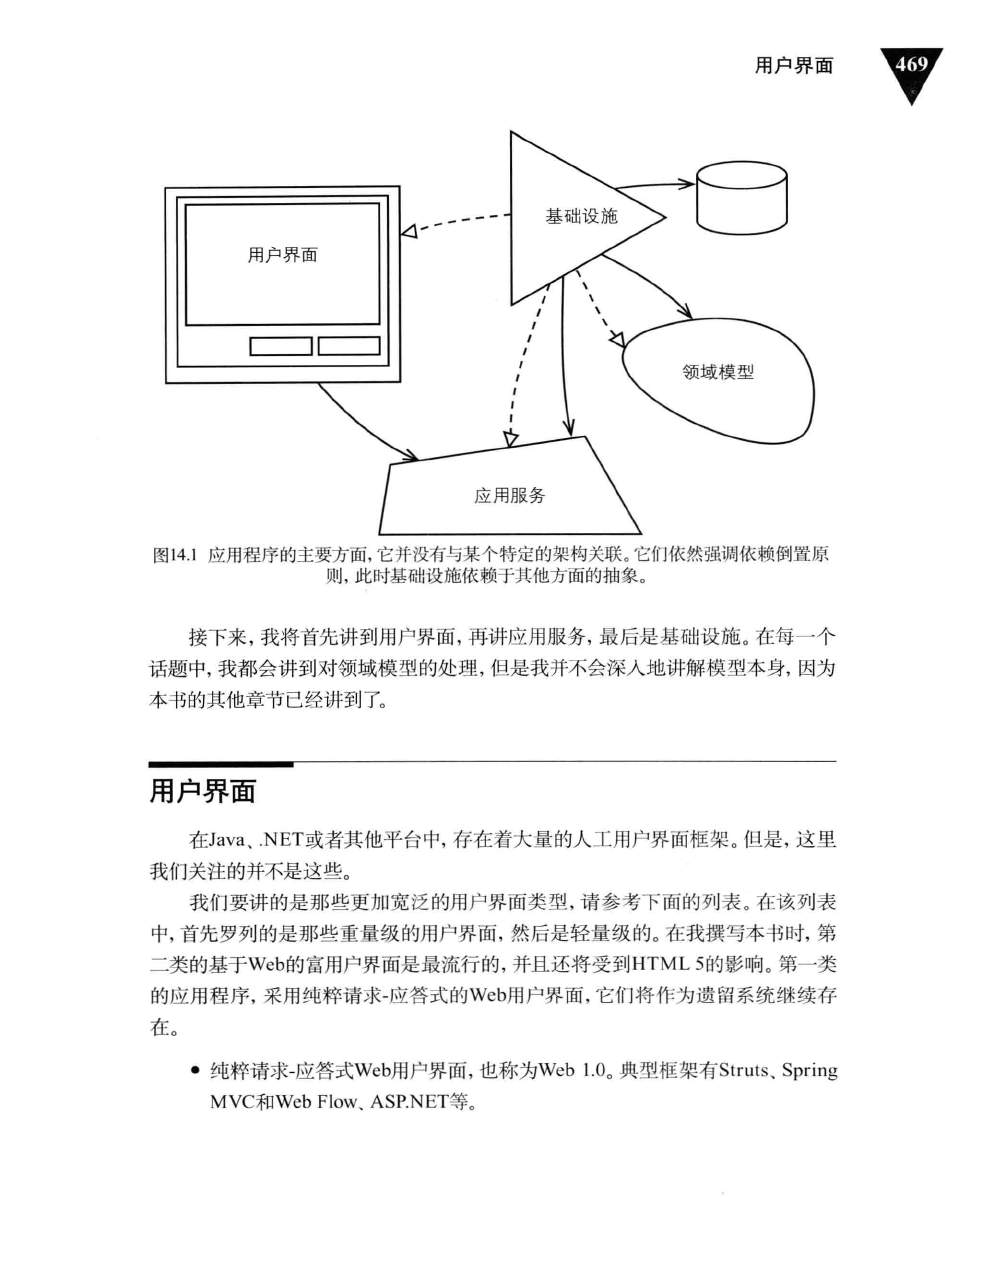 用户界面
469
基础设施
用户界面
领域模型
应用服务
图14.1 应用程序的主要方面,它并没有与某个特定的架构关联。它们依然强调依赖倒置原
则,此时基础设施依赖于其他方面的抽象。
接下来,我将首先讲到用户界面,再讲应用服务,最后是基础设施。在每一个
话题中,我都会讲到对领域模型的处理,但是我并不会深入地讲解模型本身,因为
本书的其他章节已经讲到了。
用户界面
在Java、.NET或者其他平台中,存在着大量的人工用户界面框架。但是,这里
我们关注的并不是这些。
我们要讲的是那些更加宽泛的用户界面类型,请参考下面的列表。在该列表
中,首先罗列的是那些重量级的用户界面,然后是轻量级的。在我撰写本书时,第
二类的基于Web的富用户界面是最流行的,并且还将受到HTML 5的影响。第一类
的应用程序,采用纯粹请求-应答式的Web用户界面,它们将作为遗留系统继续存
在。
• 纯粹请求-应答式Web用户界面,也称为Web 1.0。典型框架有Struts、Spring
MVC和Web Flow、ASP.NET等。